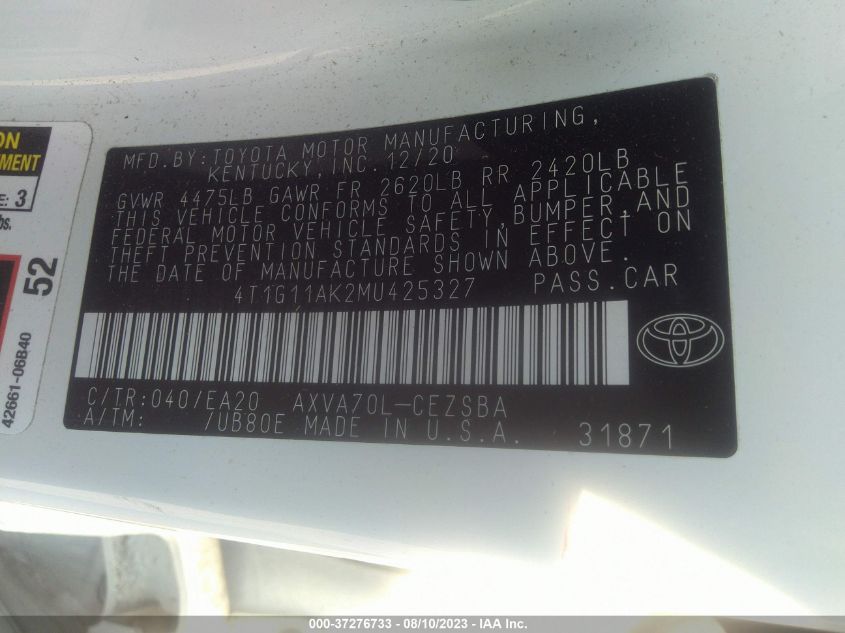 ON
MENT
E: 3
bs.
52
42661-06B40
MFD.BY:TOYOTA MOTOR MANUFACTURING,
KENTUCKY,INC. 12/20
GVWR 4475LB GAWR FR 2620LB RR 2420LB
THIS VEHICLE CONFORMS TO ALL APPLICABLE
FEDERAL MOTOR VEHICLE SAFETY,BUMPER,AND
THEFT PREVENTION STANDARDS IN EFFECT ON
THE DATE OF MANUFACTURE SHOWN ABOVE.
4T1G11AK2MU425327 PASS.CAR
C/TR:040/EA20 AXVA70L-CEZSBA
A/TM: /UB80E MADE IN U.S.A. 31871
000-37276733 - 08/10/2023 - IAA Inc.